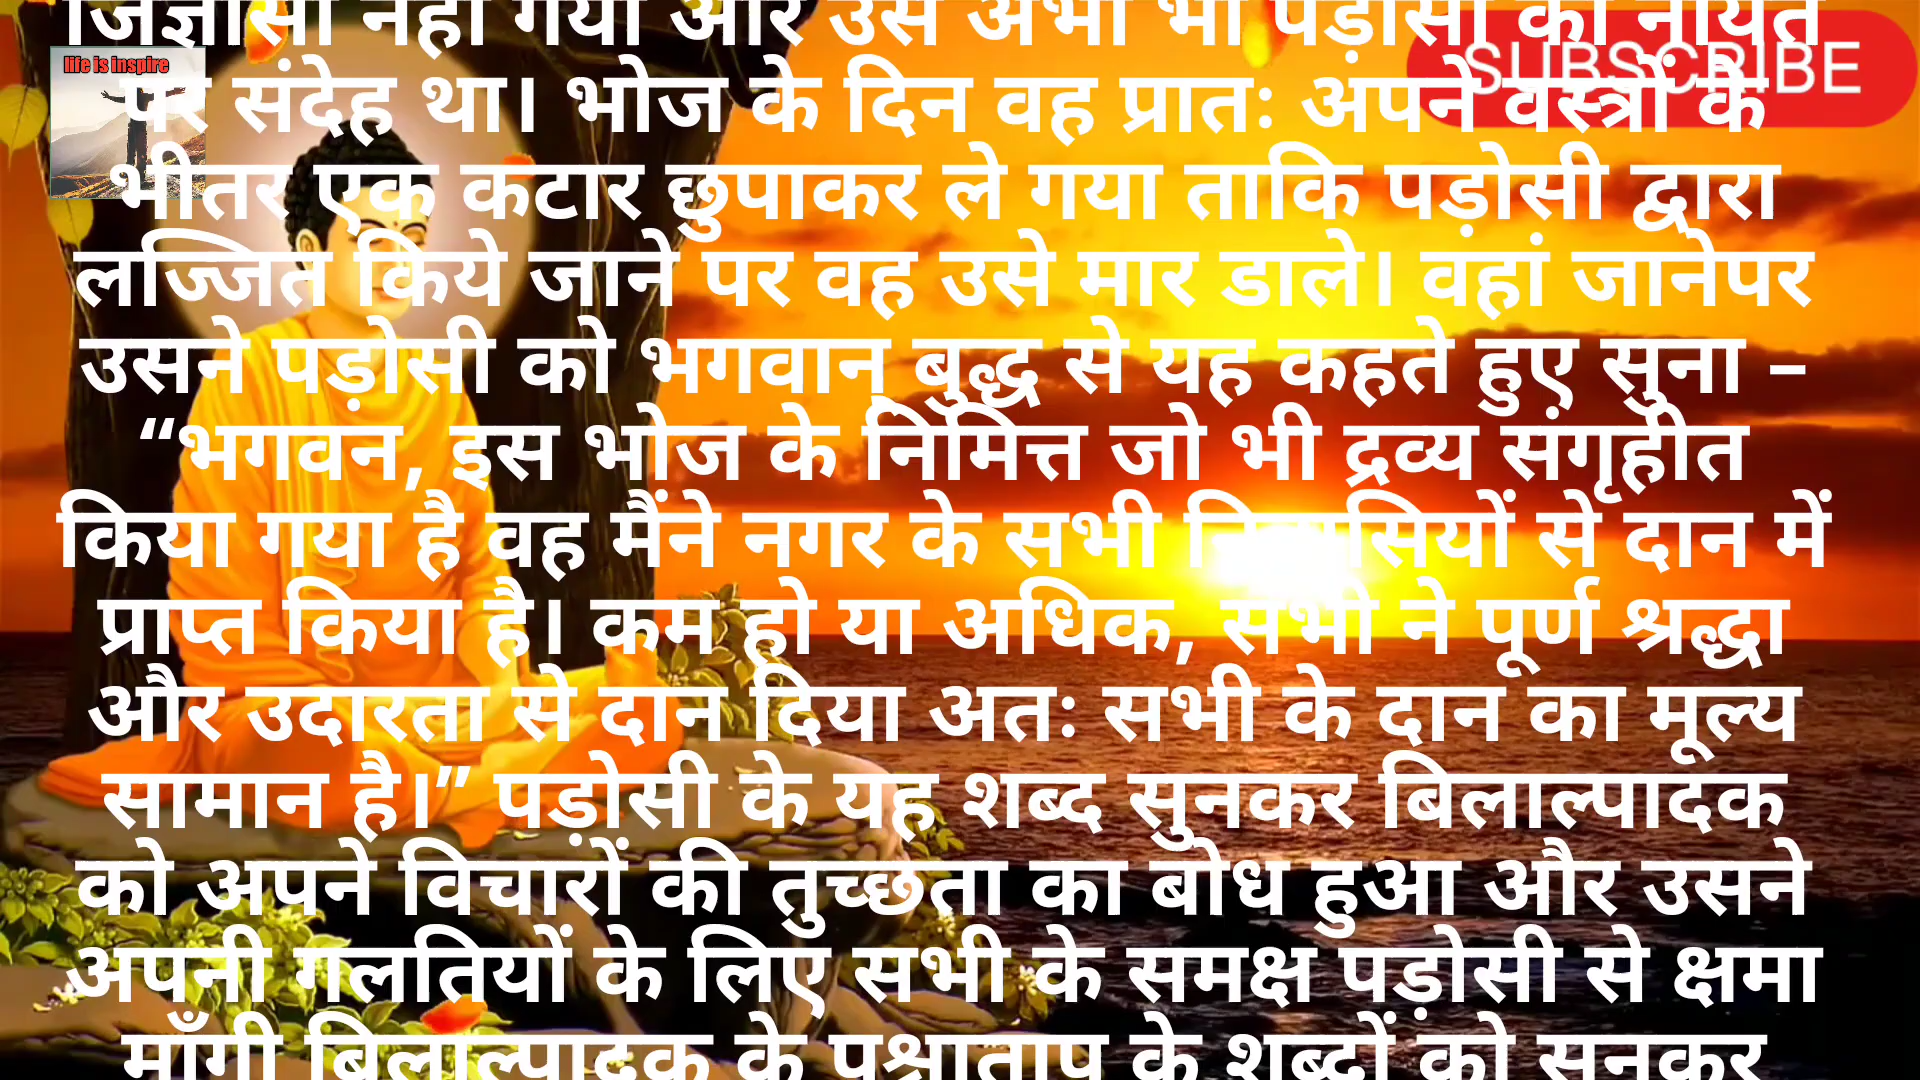 जिज्ञासा नहीं गयी और उसे अभी भी पड़ोसी की नीयत
life is inspire
SUBSCRIBE
पर संदेह था। भोज के दिन वह प्रातः अपने वस्त्रों के
भीतर एक कटार छुपाकर ले गया ताकि पड़ोसी द्वारा
लज्जित किये जाने पर वह उसे मार डाले। वहां जानेपर
उसने पड़ोसी को भगवान् बुद्ध से यह कहते हुए सुना –
“भगवन, इस भोज के निमित्त जो भी द्रव्य संगृहीत
किया गया है वह मैंने नगर के सभी निवासियों से दान में
प्राप्त किया है। कम हो या अधिक, सभी ने पूर्ण श्रद्धा
और उदारता से दान दिया अतः सभी के दान का मूल्य
सामान है।” पड़ोसी के यह शब्द सुनकर बिलाल्पादक
को अपने विचारों की तुच्छता का बोध हुआ और उसने
अपनी गलतियों के लिए सभी के समक्ष पड़ोसी से क्षमा
माँगी बिलाल्पादक के पश्चाताप के शब्दों को सुनकर